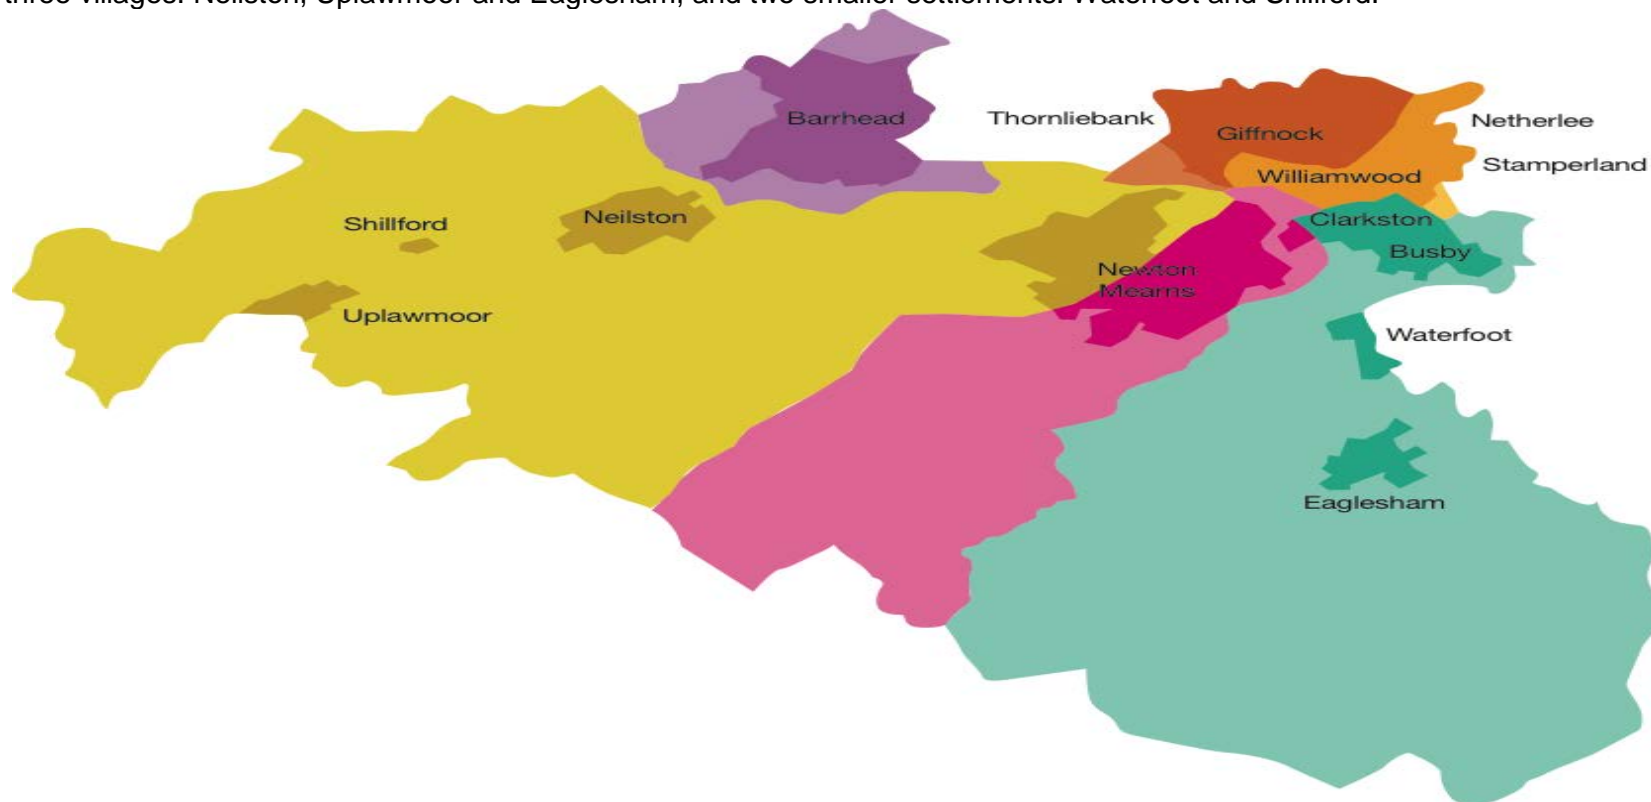 three villages: Neilston, Uplawmoor and Eaglesham, and two smaller settlements: Waterfoot and Shillford.
Barrhead
Thornliebank
Giffnock
Netherlee
Stamperland
Williamwood
Shillford
Neilston
Clarkston
Busby
Newton
Mearns
Uplawmoor
Waterfoot
Eaglesham